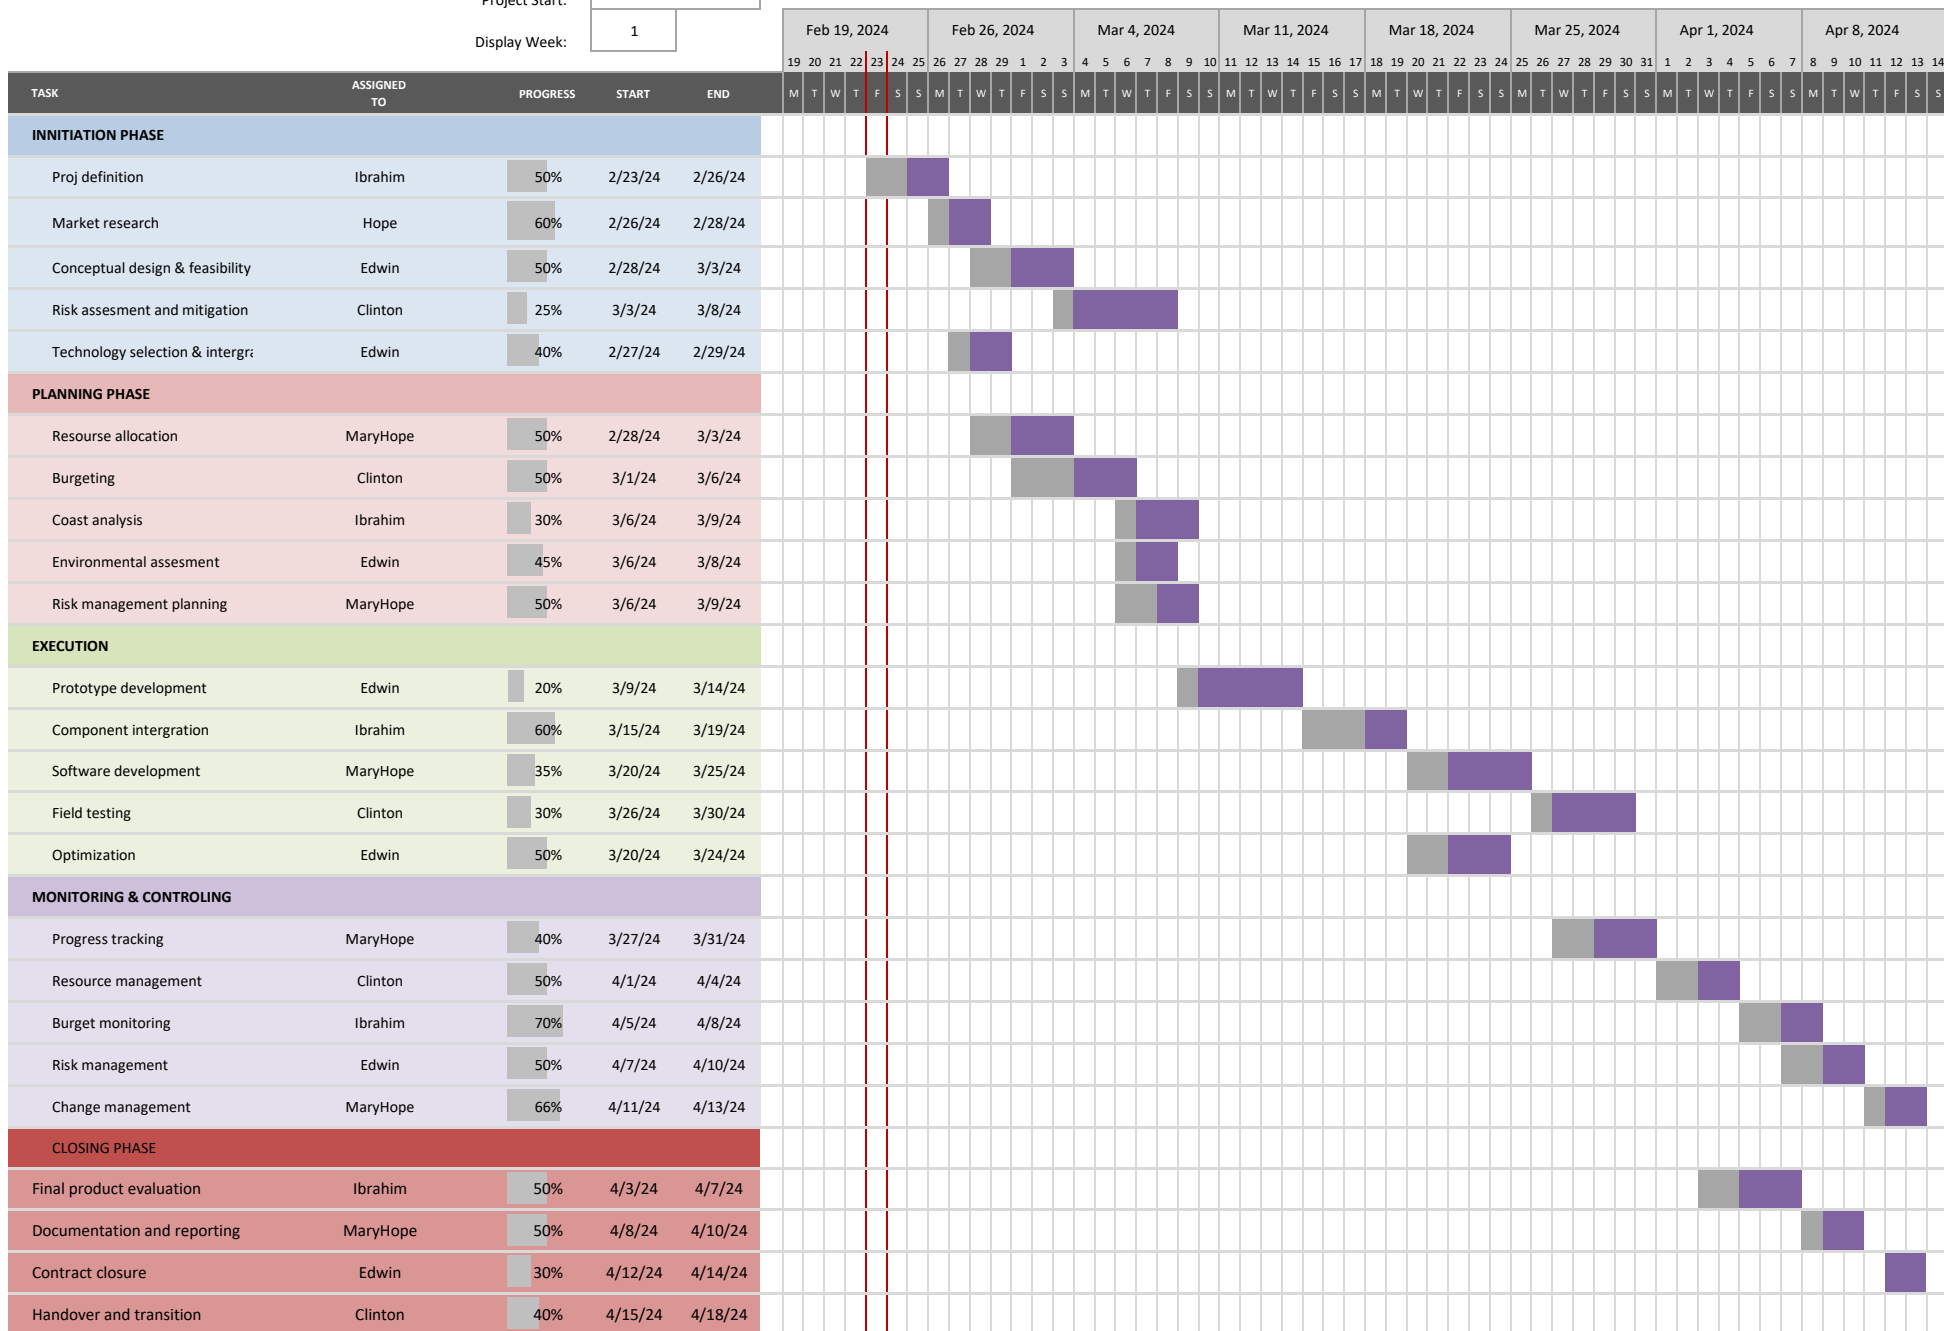 Project Start:
Display Week: 1
Feb 19, 2024 Feb 26, 2024 Mar 4, 2024 Mar 11, 2024 Mar 18, 2024 Mar 25, 2024 Apr 1, 2024 Apr 8, 2024
19 20 21 22 23 24 25 26 27 28 29 1 2 3 4 5 6 7 8 9 10 11 12 13 14 15 16 17 18 19 20 21 22 23 24 25 26 27 28 29 30 31 1 2 3 4 5 6 7 8 9 10 11 12 13 14
TASK ASSIGNED TO PROGRESS START END M T W T F S S M T W T F S S M T W T F S S M T W T F S S M T W T F S S M T W T F S S M T W T F S S M T W T F S S
INNITIATION PHASE
Proj definition Ibrahim 50% 2/23/24 2/26/24
Market research Hope 60% 2/26/24 2/28/24
Conceptual design & feasibility Edwin 50% 2/28/24 3/3/24
Risk assesment and mitigation Clinton 25% 3/3/24 3/8/24
Technology selection & intergra Edwin 40% 2/27/24 2/29/24
PLANNING PHASE
Resourse allocation MaryHope 50% 2/28/24 3/3/24
Burgeting Clinton 50% 3/1/24 3/6/24
Coast analysis Ibrahim 30% 3/6/24 3/9/24
Environmental assesment Edwin 45% 3/6/24 3/8/24
Risk management planning MaryHope 50% 3/6/24 3/9/24
EXECUTION
Prototype development Edwin 20% 3/9/24 3/14/24
Component intergration Ibrahim 60% 3/15/24 3/19/24
Software development MaryHope 35% 3/20/24 3/25/24
Field testing Clinton 30% 3/26/24 3/30/24
Optimization Edwin 50% 3/20/24 3/24/24
MONITORING & CONTROLING
Progress tracking MaryHope 40% 3/27/24 3/31/24
Resource management Clinton 50% 4/1/24 4/4/24
Burget monitoring Ibrahim 70% 4/5/24 4/8/24
Risk management Edwin 50% 4/7/24 4/10/24
Change management MaryHope 66% 4/11/24 4/13/24
CLOSING PHASE
Final product evaluation Ibrahim 50% 4/3/24 4/7/24
Documentation and reporting MaryHope 50% 4/8/24 4/10/24
Contract closure Edwin 30% 4/12/24 4/14/24
Handover and transition Clinton 40% 4/15/24 4/18/24